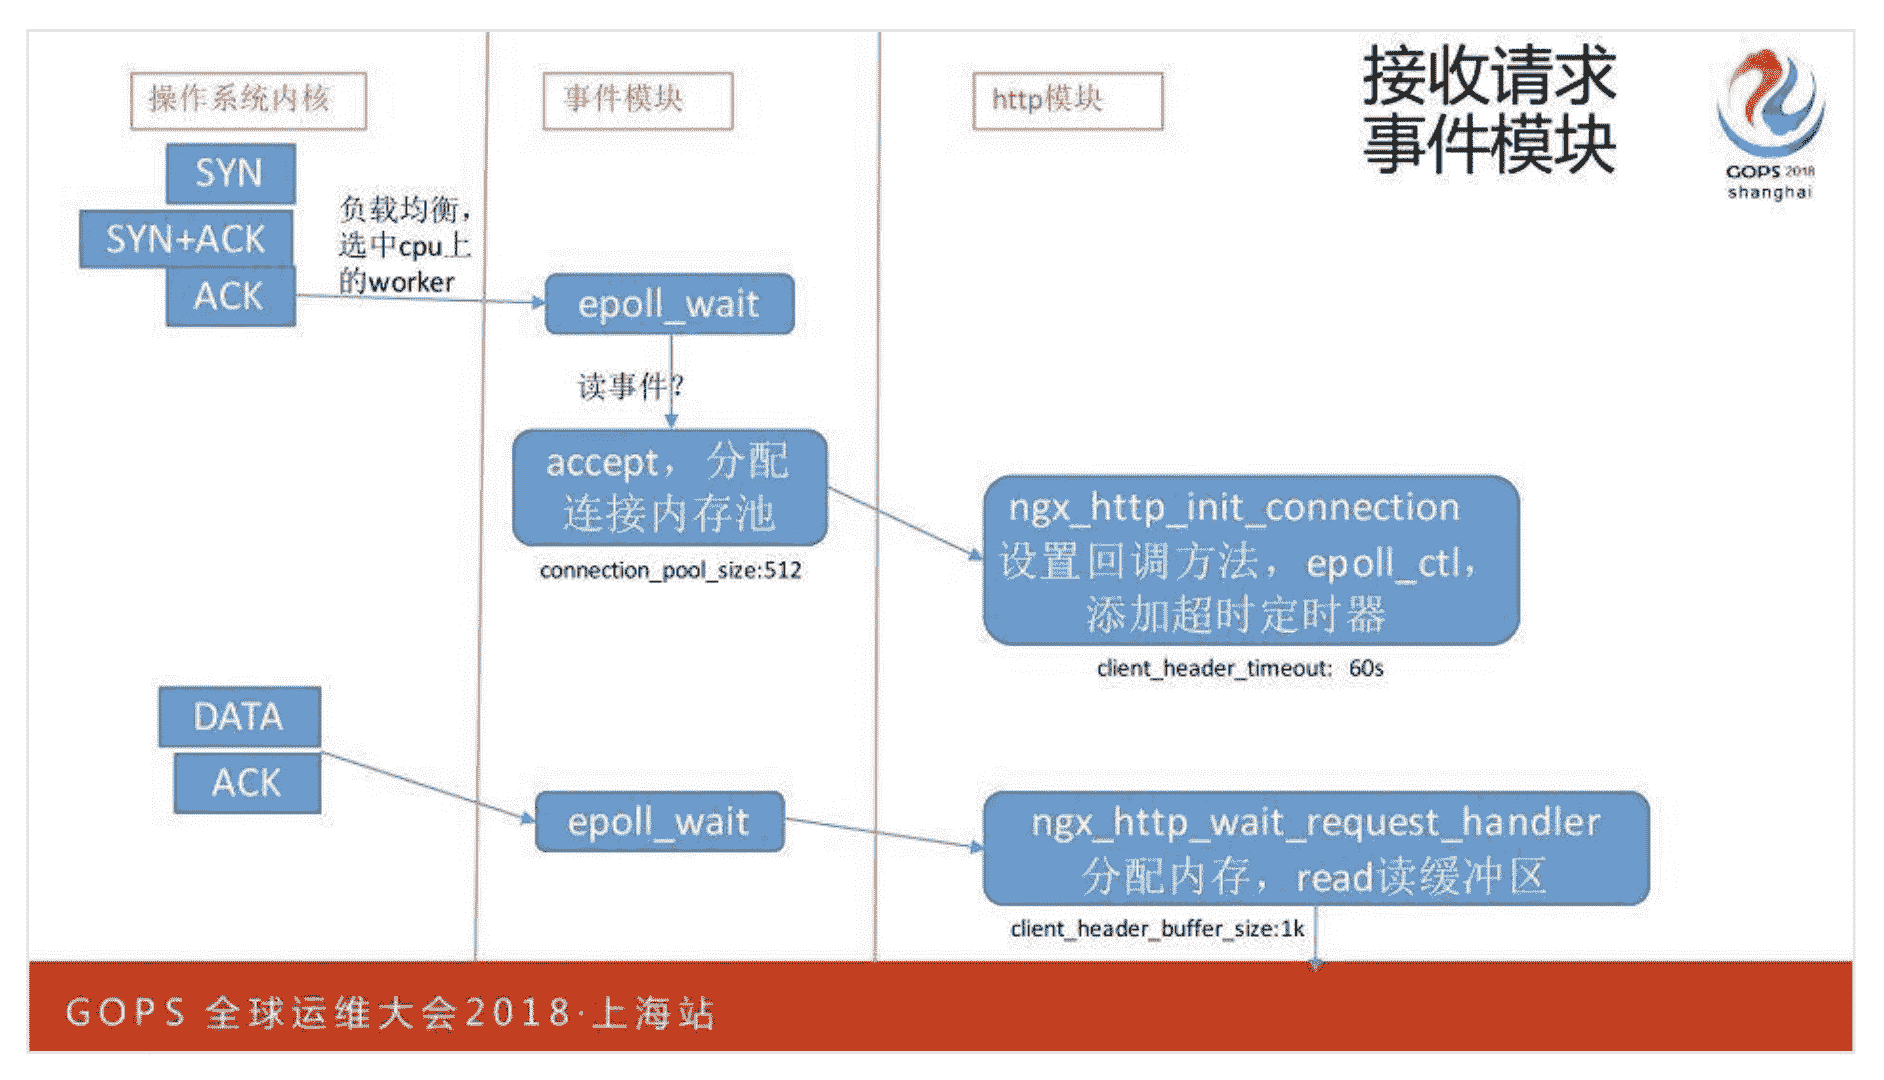 接收请求
事件模块
GOPS 2018
shanghai
操作系统内核
事件模块
http模块
SYN
SYN+ACK
ACK
负载均衡，
选中cpu上
的worker
epoll_wait
读事件？
accept，分配
连接内存池
connection_pool_size:512
ngx_http_init_connection
设置回调方法，epoll_ctl，
添加超时定时器
client_header_timeout: 60s
DATA
ACK
epoll_wait
ngx_http_wait_request_handler
分配内存，read读缓冲区
client_header_buffer_size:1k
GOPS 全球运维大会2018·上海站